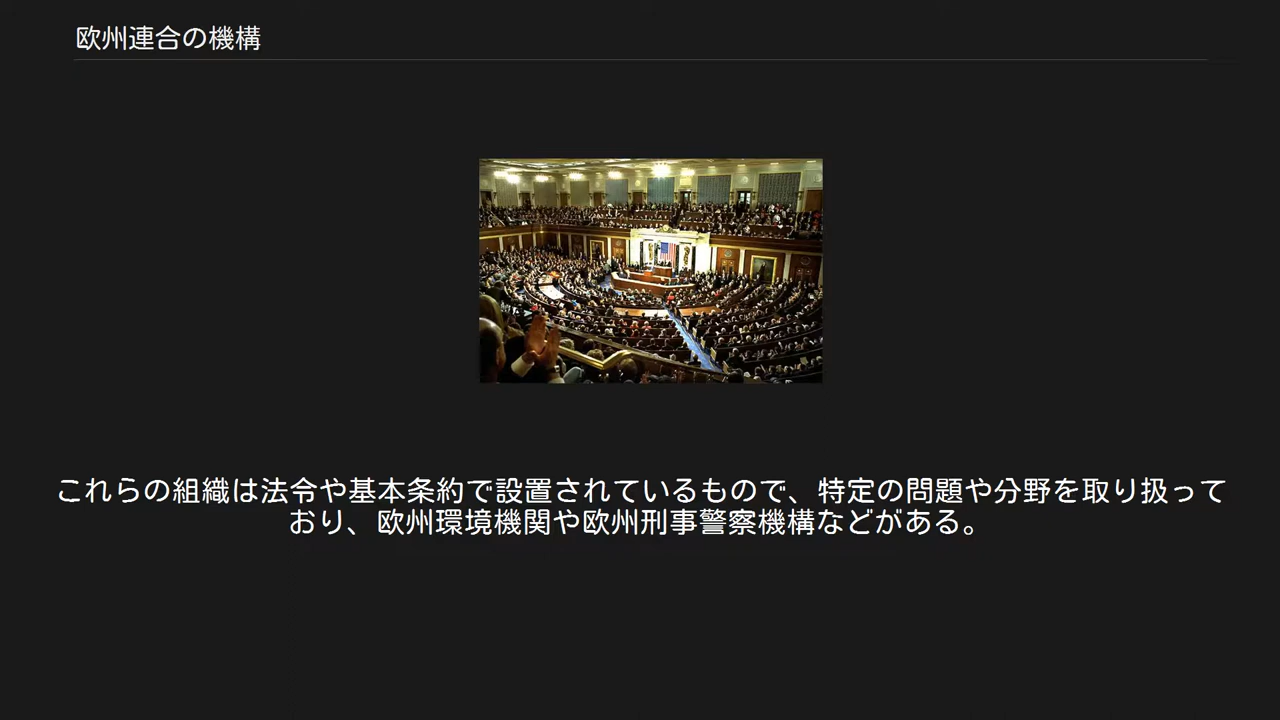 欧州連合の機構
これらの組織は法令や基本条約で設置されているもので、特定の問題や分野を取り扱って
おり、欧州環境機関や欧州刑事警察機構などがある。